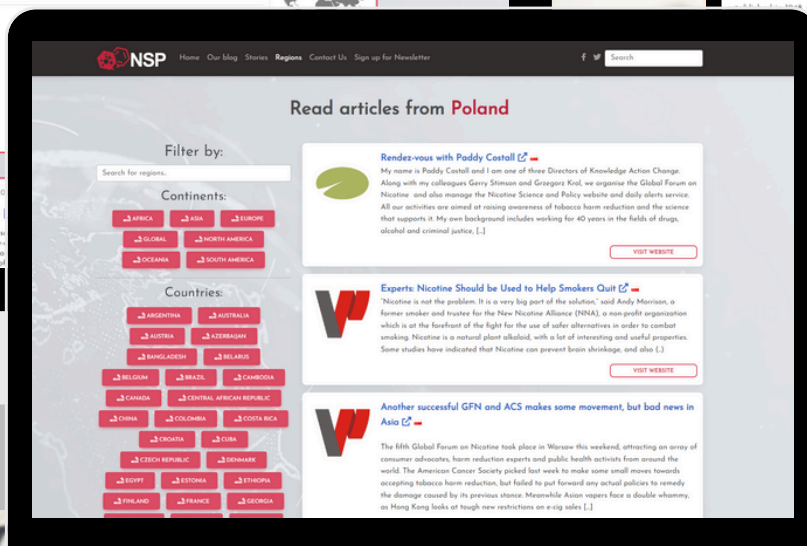 NSP Home Our blog Stories Regions Contact Us Sign up for Newsletter Search
Read articles from Poland
Filter by:
Search for regions..
Continents:
AFRICA ASIA EUROPE
GLOBAL NORTH AMERICA
OCEANIA SOUTH AMERICA
Countries:
ARGENTINA AUSTRALIA
AUSTRIA AZERBAIJAN
BANGLADESH BELARUS
BELGIUM BRAZIL CAMBODIA
CANADA CENTRAL AFRICAN REPUBLIC
CHINA COLOMBIA COSTA RICA
CROATIA CUBA
CZECH REPUBLIC DENMARK
EGYPT ESTONIA ETHIOPIA
FINLAND FRANCE GEORGIA
Rendez-vous with Paddy Costall
My name is Paddy Costall and I am one of three Directors of Knowledge Action Change.
Along with my colleagues Gerry Stimson and Grzegorz Krol, we organise the Global Forum on
Nicotine and also manage the Nicotine Science and Policy website and daily alerts service.
All our activities are aimed at raising awareness of tobacco harm reduction and the science
that supports it. My own background includes working for 40 years in the fields of drugs,
alcohol and criminal justice, [..]
VISIT WEBSITE
Experts: Nicotine Should be Used to Help Smokers Quit
"Nicotine is not the problem. It is a very big part of the solution," said Andy Morrison, a
former smoker and trustee for the New Nicotine Alliance (NNA), a non-profit organization
which is at the forefront of the fight for the use of safer alternatives in order to combat
smoking. Nicotine is a natural plant alkaloid, with a lot of interesting and useful properties.
Some studies have indicated that Nicotine can prevent brain shrinkage, and also (..)
VISIT WEBSITE
Another successful GFN and ACS makes some movement, but bad news in
Asia
The fifth Global Forum on Nicotine took place in Warsaw this weekend, attracting an array of
consumer advocates, harm reduction experts and public health activists from around the
world. The American Cancer Society picked last week to make some small moves towards
accepting tobacco harm reduction, but failed to put forward any actual policies to remedy
the damage caused by its previous stance. Meanwhile Asian vapers face a double whammy,
as Hong Kong looks at tough new restrictions on e-cig sales [..]